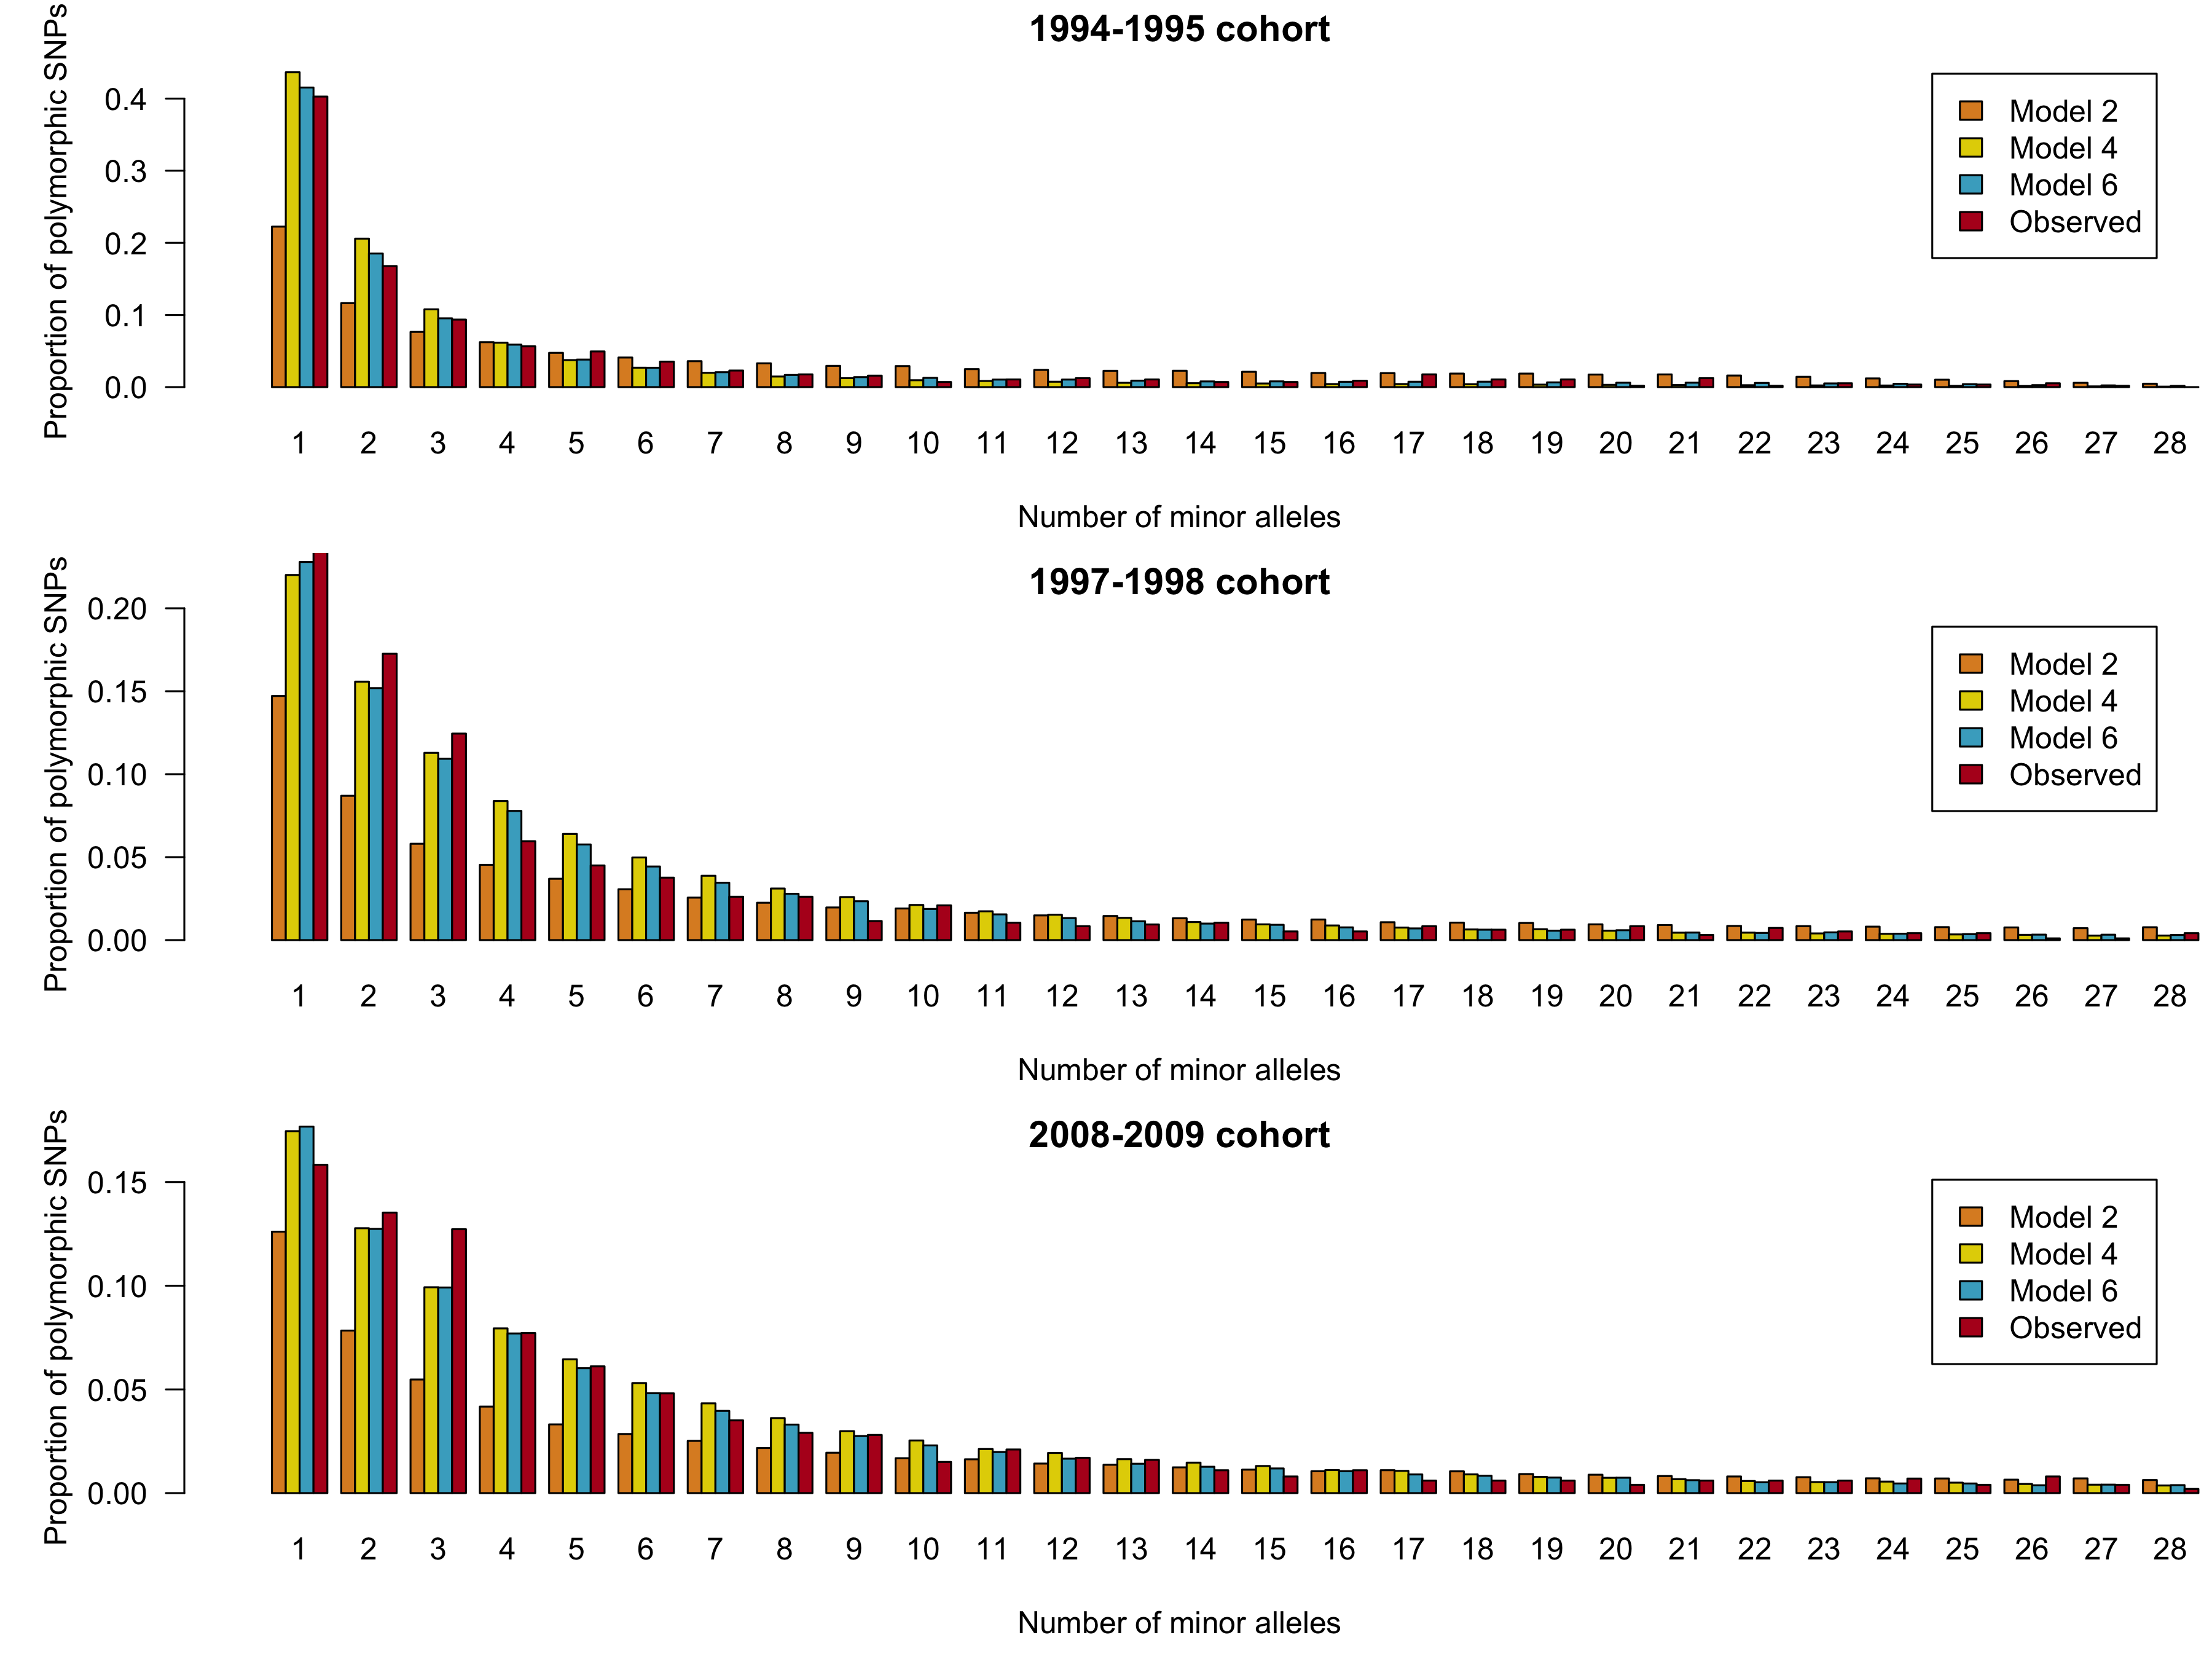 1994-1995 cohort
Proportion of polymorphic SNPs
0.4
0.3
0.2
0.1
0.0
Model 2
Model 4
Model 6
Observed
1 2 3 4 5 6 7 8 9 10 11 12 13 14 15 16 17 18 19 20 21 22 23 24 25 26 27 28
Number of minor alleles
1997-1998 cohort
Proportion of polymorphic SNPs
0.20
0.15
0.10
0.05
0.00
Model 2
Model 4
Model 6
Observed
1 2 3 4 5 6 7 8 9 10 11 12 13 14 15 16 17 18 19 20 21 22 23 24 25 26 27 28
Number of minor alleles
2008-2009 cohort
Proportion of polymorphic SNPs
0.15
0.10
0.05
0.00
Model 2
Model 4
Model 6
Observed
1 2 3 4 5 6 7 8 9 10 11 12 13 14 15 16 17 18 19 20 21 22 23 24 25 26 27 28
Number of minor alleles